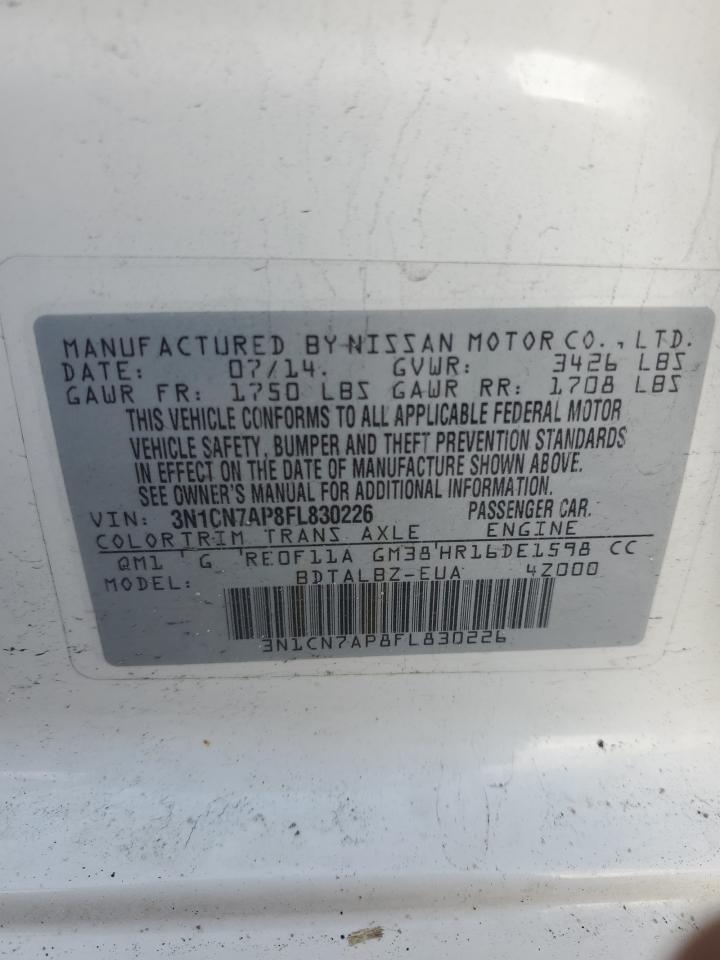 MANUFACTURED BY NISSAN MOTOR CO., LTD.
DATE: 07/14. GVWR: 3426 LBS
GAWR FR: 1750 LBS GAWR RR: 1708 LBS
THIS VEHICLE CONFORMS TO ALL APPLICABLE FEDERAL MOTOR
VEHICLE SAFETY, BUMPER AND THEFT PREVENTION STANDARDS
IN EFFECT ON THE DATE OF MANUFACTURE SHOWN ABOVE.
SEE OWNER'S MANUAL FOR ADDITIONAL INFORMATION.
VIN: 3N1CN7AP8FL830226 PASSENGER CAR.
COLOR TRIM TRANS AXLE ENGINE
QM1 G RE0F11A GM38 HR16DE1598 CC
MODEL: BDTALBZ-EUA 4Z000
3N1CN7AP8FL830226